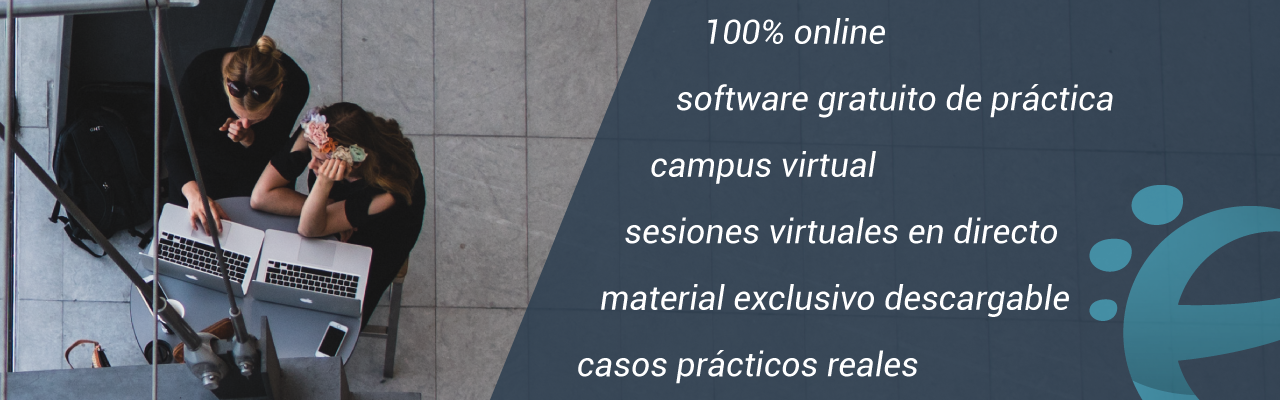 100% online
software gratuito de práctica
campus virtual
sesiones virtuales en directo
material exclusivo descargable
casos prácticos reales